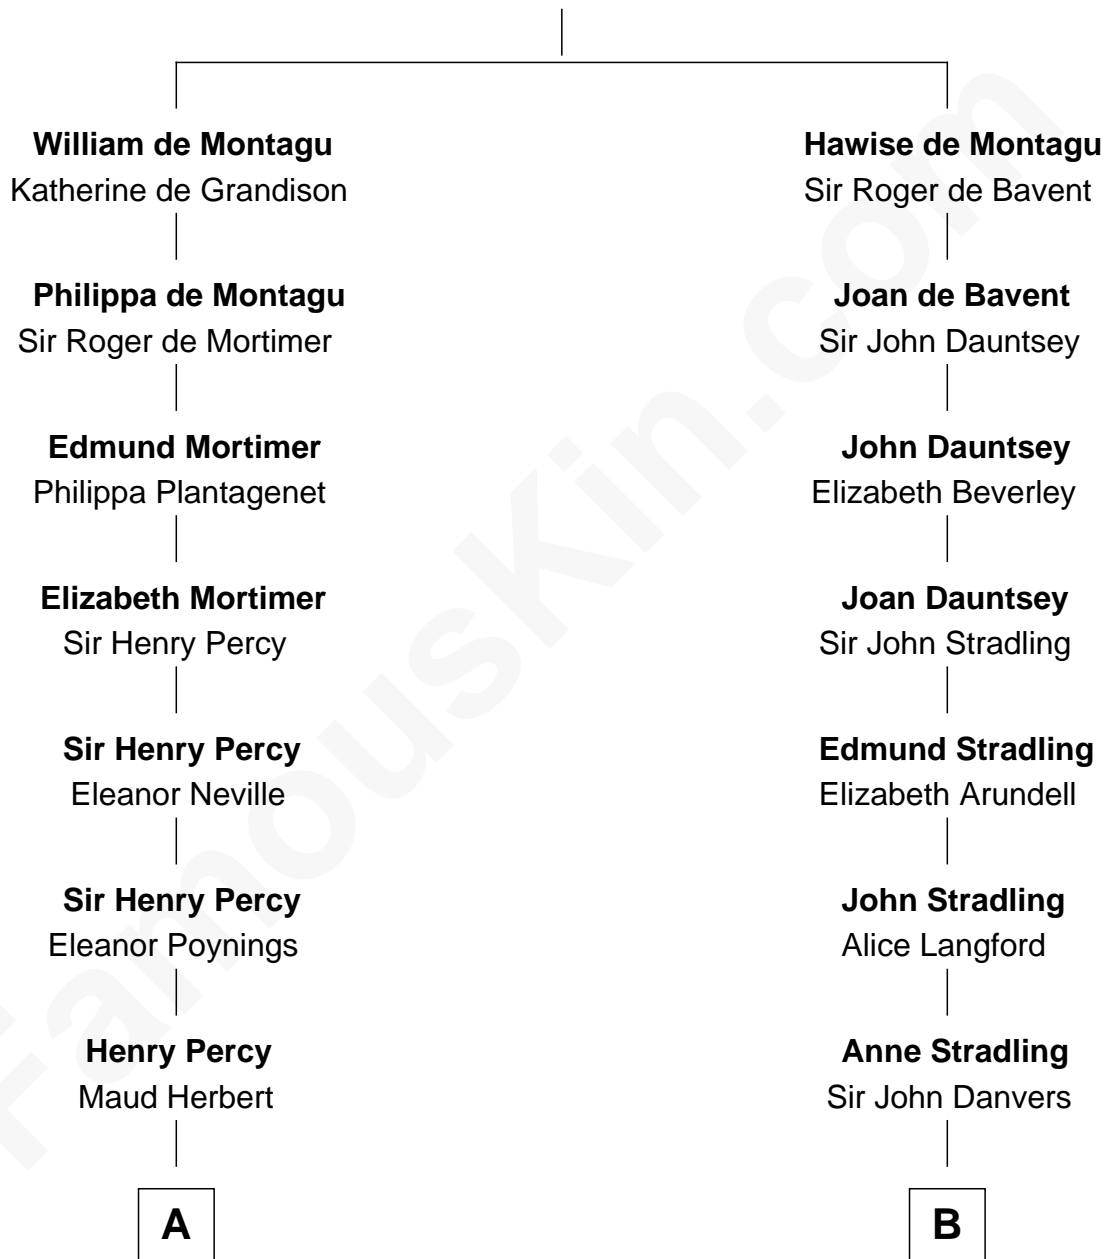 William de Montagu
Katherine de Grandison
Hawise de Montagu
Sir Roger de Bavent
Philippa de Montagu
Sir Roger de Mortimer
Joan de Bavent
Sir John Dauntsey
Edmund Mortimer
Philippa Plantagenet
John Dauntsey
Elizabeth Beverley
Elizabeth Mortimer
Sir Henry Percy
Joan Dauntsey
Sir John Stradling
Sir Henry Percy
Eleanor Neville
Edmund Stradling
Elizabeth Arundell
Sir Henry Percy
Eleanor Poynings
John Stradling
Alice Langford
Henry Percy
Maud Herbert
Anne Stradling
Sir John Danvers
A
B
FamousKin.com